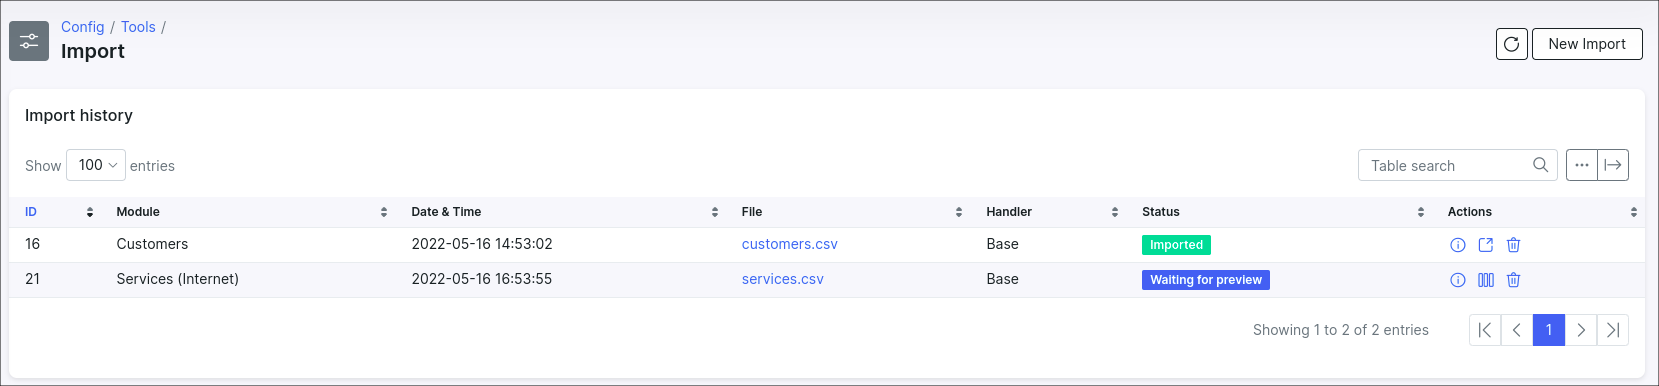 Config / Tools /
Import
New Import
Import history
Show 100 entries
Table search
ID Module Date & Time File Handler Status Actions
16 Customers 2022-05-16 14:53:02 customers.csv Base Imported
21 Services (Internet) 2022-05-16 16:53:55 services.csv Base Waiting for preview
Showing 1 to 2 of 2 entries 1